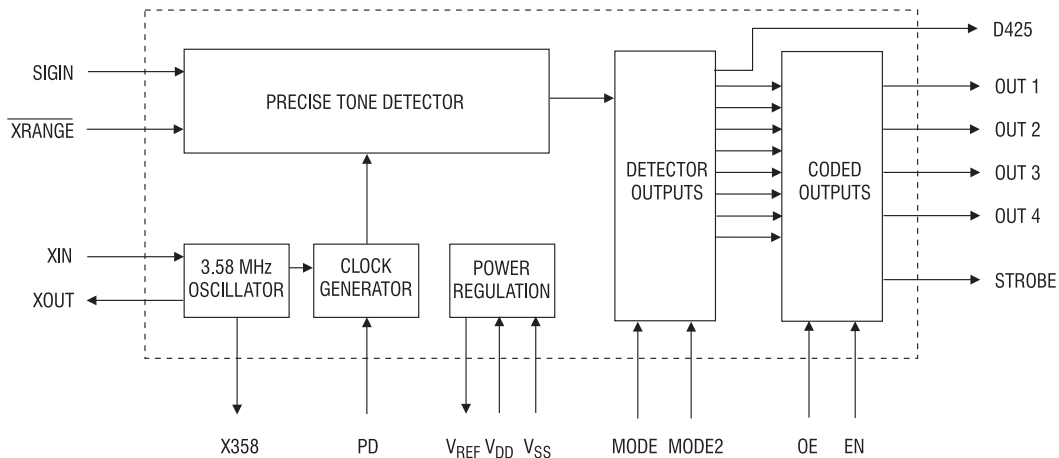 D425
SIGIN
PRECISE TONE DETECTOR
OUT 1
XRANGE
OUT 2
DETECTOR
OUTPUTS
CODED
OUTPUTS
OUT 3
OUT 4
XIN
3.58 MHz
OSCILLATOR
CLOCK
GENERATOR
POWER
REGULATION
XOUT
STROBE
X358
PD
VREF
VDD
VSS
MODE
MODE2
OE
EN